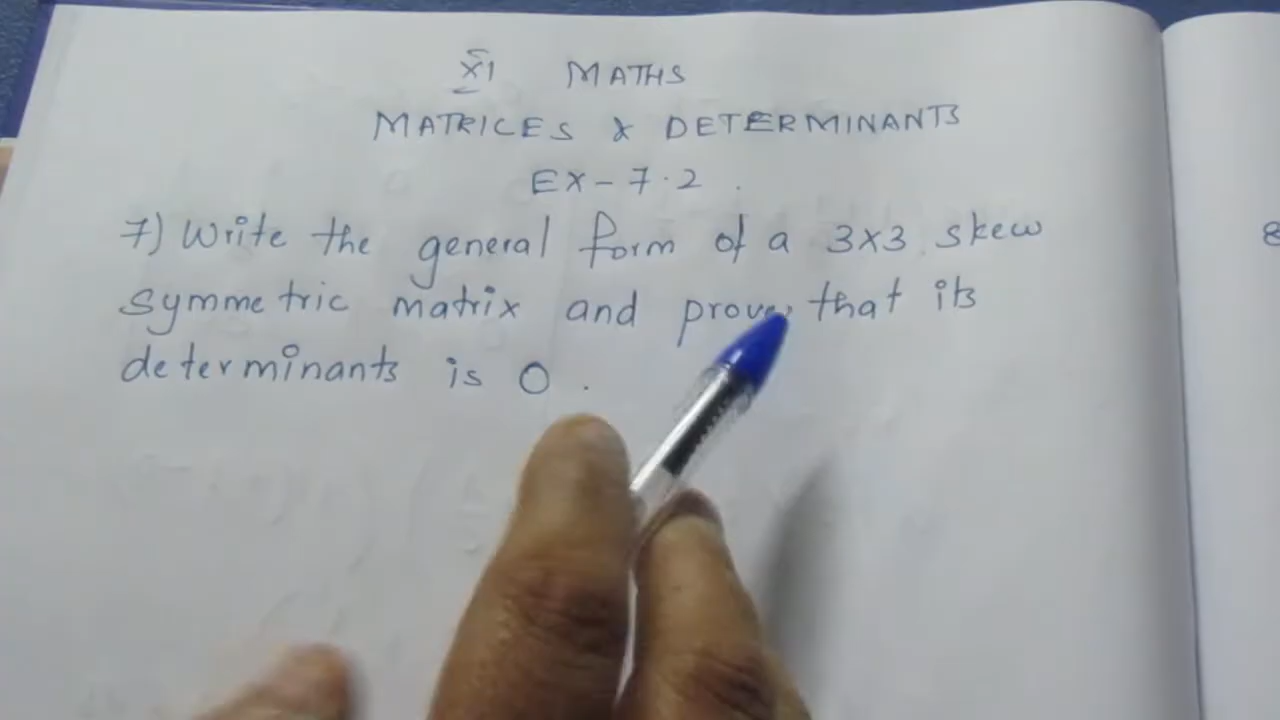 XI MATHS
MATRICES & DETERMINANTS
EX-7.2.
7) Write the general form of a 3x3 skew
symmetric matrix and prove that its
determinants is 0.
8